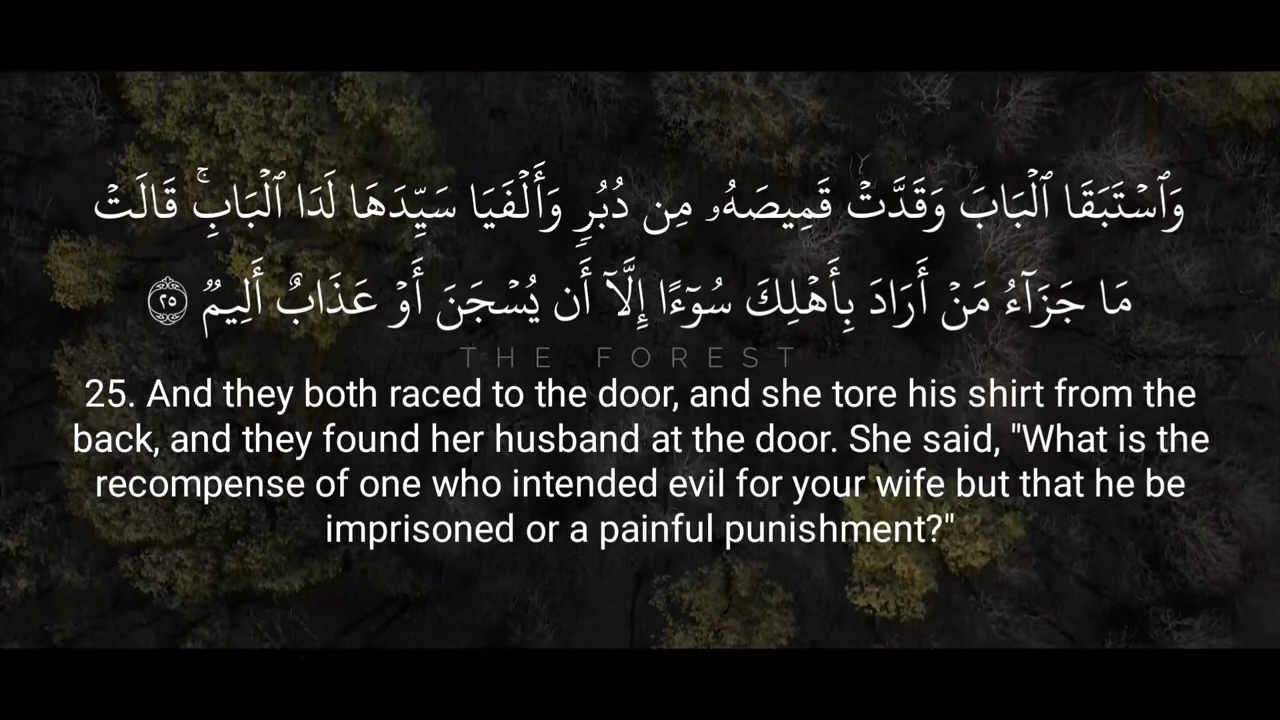 وَٱسۡتَبَقَا ٱلۡبَابَ وَقَدَّتۡ قَمِيصَهُۥ مِن دُبُرٖ وَأَلۡفَيَا سَيِّدَهَا لَدَا ٱلۡبَابِۚ قَالَتۡ
مَا جَزَآءُ مَنۡ أَرَادَ بِأَهۡلِكَ سُوٓءًا إِلَّآ أَن يُسۡجَنَ أَوۡ عَذَابٌ أَلِيمٞ ٢٥
THE FOREST
25. And they both raced to the door, and she tore his shirt from the
back, and they found her husband at the door. She said, "What is the
recompense of one who intended evil for your wife but that he be
imprisoned or a painful punishment?"